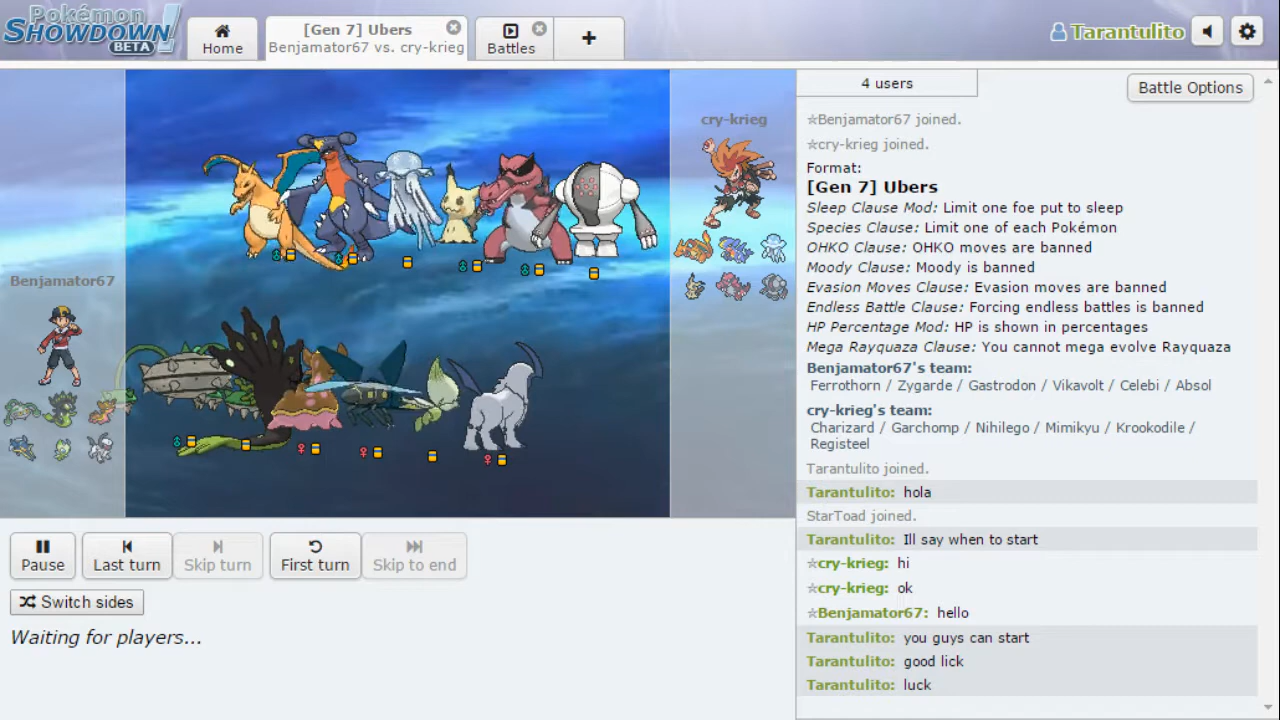 Pokémon
SHOWDOWN!
BETA
Home
[Gen 7] Ubers
Benjamator67 vs. cry-krieg
Battles
Tarantulito
cry-krieg
Benjamator67
Pause
Last turn
Skip turn
First turn
Skip to end
Switch sides
Waiting for players...
4 users
Battle Options
☆Benjamator67 joined.
☆cry-krieg joined.
Format:
[Gen 7] Ubers
Sleep Clause Mod: Limit one foe put to sleep
Species Clause: Limit one of each Pokémon
OHKO Clause: OHKO moves are banned
Moody Clause: Moody is banned
Evasion Moves Clause: Evasion moves are banned
Endless Battle Clause: Forcing endless battles is banned
HP Percentage Mod: HP is shown in percentages
Mega Rayquaza Clause: You cannot mega evolve Rayquaza
Benjamator67's team:
Ferrothorn / Zygarde / Gastrodon / Vikavolt / Celebi / Absol
cry-krieg's team:
Charizard / Garchomp / Nihilego / Mimikyu / Krookodile /
Registeel
Tarantulito joined.
Tarantulito: hola
StarToad joined.
Tarantulito: Ill say when to start
☆cry-krieg: hi
☆cry-krieg: ok
☆Benjamator67: hello
Tarantulito: you guys can start
Tarantulito: good lick
Tarantulito: luck